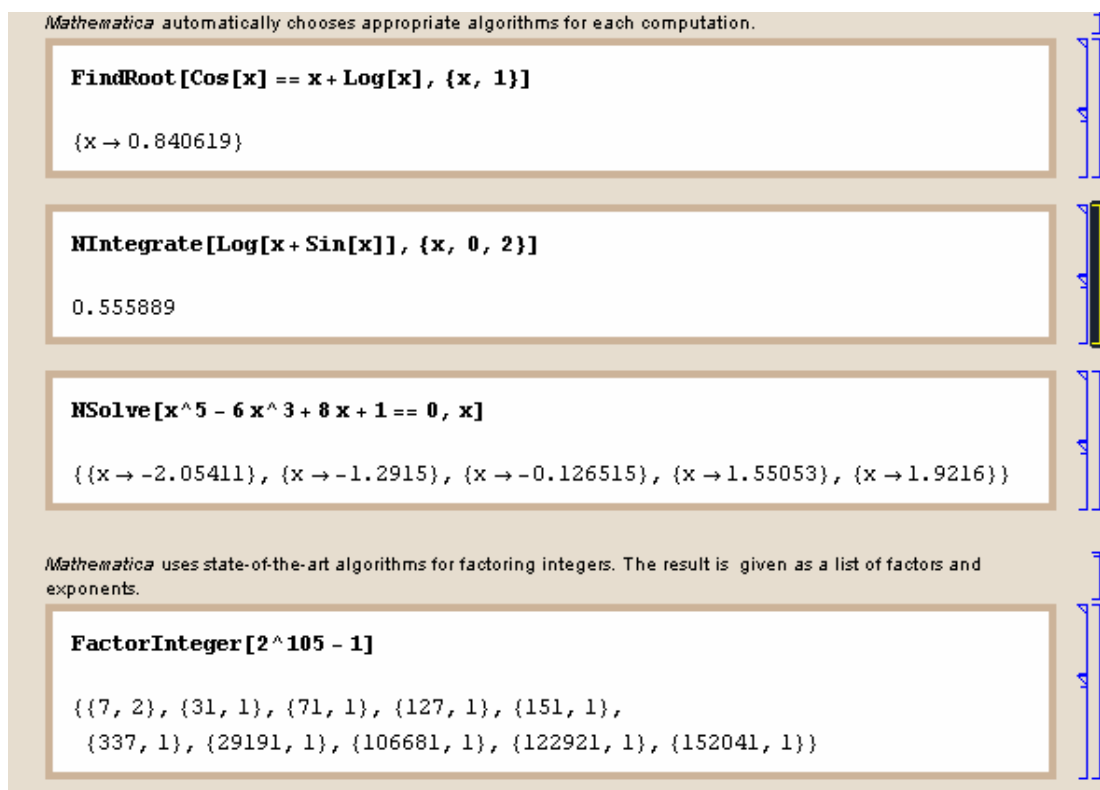 Mathematica automatically chooses appropriate algorithms for each computation.
FindRoot[Cos[x] == x + Log[x], {x, 1}]
{x → 0.840619}
NIntegrate[Log[x + Sin[x]], {x, 0, 2}]
0.555889
NSolve[x^5 - 6 x^3 + 8 x + 1 == 0, x]
{{x → -2.05411}, {x → -1.2915}, {x → -0.126515}, {x → 1.55053}, {x → 1.9216}}
Mathematica uses state-of-the-art algorithms for factoring integers. The result is given as a list of factors and
exponents.
FactorInteger[2^105 - 1]
{{7, 2}, {31, 1}, {71, 1}, {127, 1}, {151, 1},
{337, 1}, {29191, 1}, {106681, 1}, {122921, 1}, {152041, 1}}